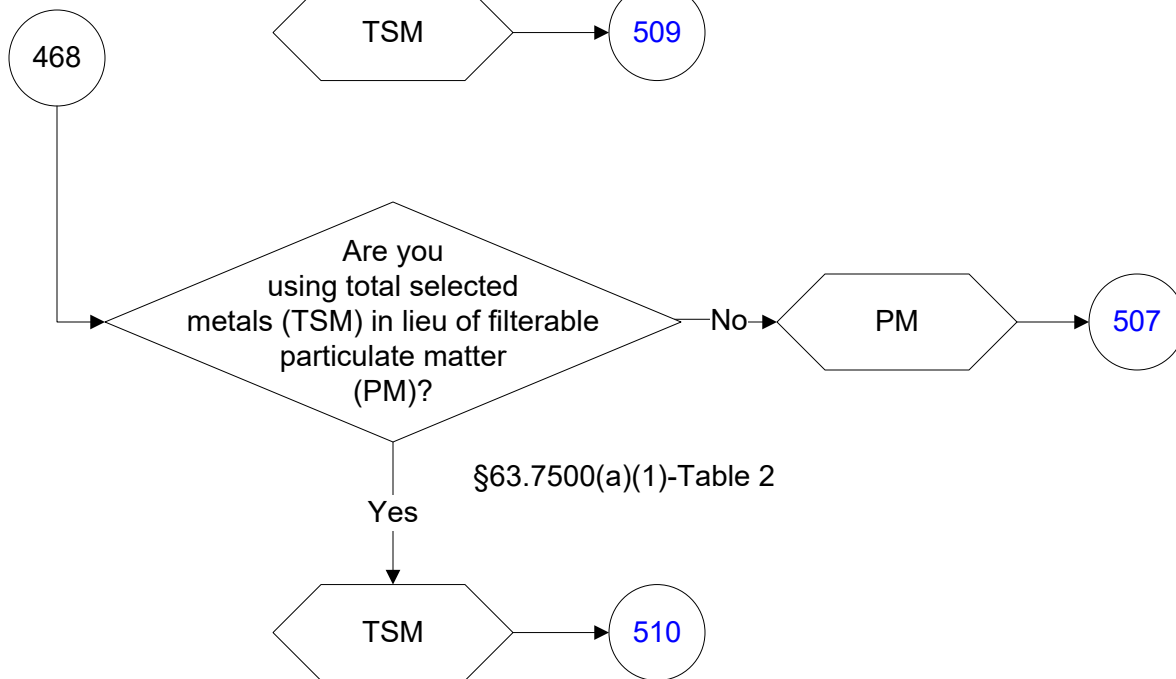 468
TSM
509
Are you
using total selected
metals (TSM) in lieu of filterable
particulate matter
(PM)?
No
PM
507
§63.7500(a)(1)-Table 2
Yes
TSM
510